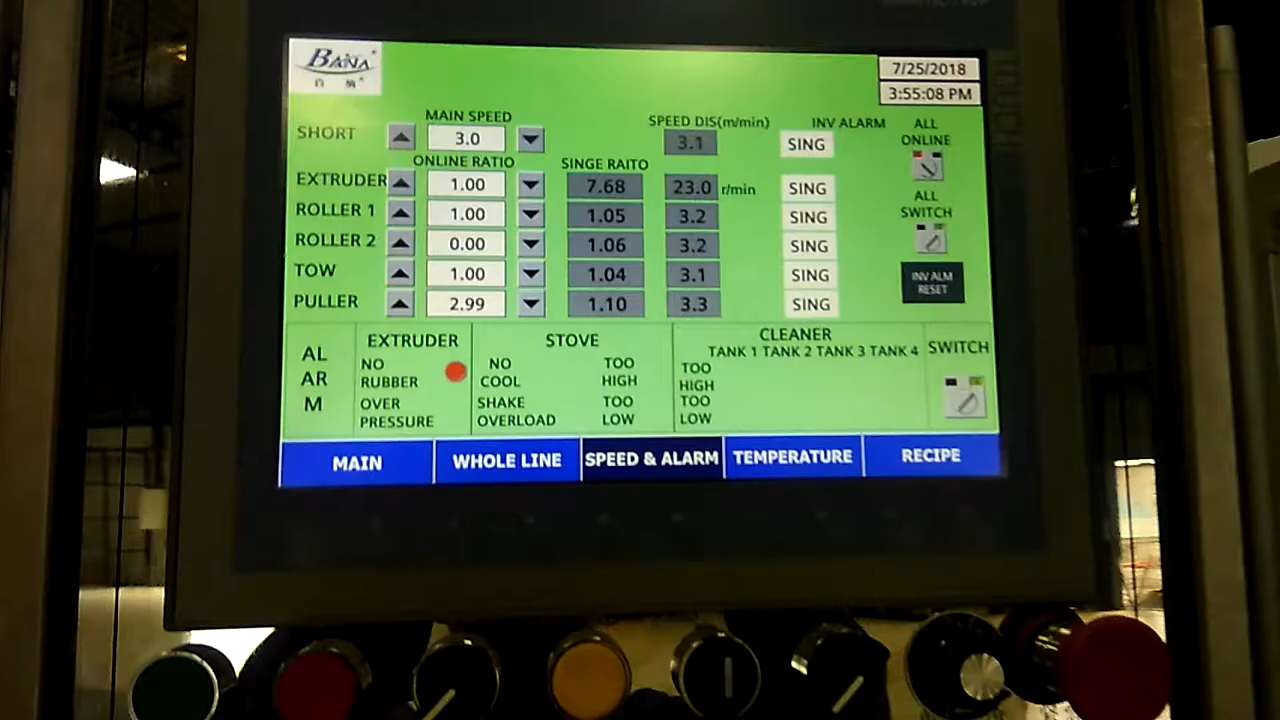 BANA
7/25/2018
3:55:08 PM
MAIN SPEED SPEED DIS(m/min) INV ALARM ALL ONLINE
SHORT 3.0 3.1 SING
ONLINE RATIO SINGE RAITO
EXTRUDER 1.00 7.68 23.0 r/min SING
ALL SWITCH
ROLLER 1 1.00 1.05 3.2 SING
ROLLER 2 0.00 1.06 3.2 SING
TOW 1.00 1.04 3.1 SING
INV ALM RESET
PULLER 2.99 1.10 3.3 SING
AL
AR
M
EXTRUDER
NO
RUBBER
OVER
PRESSURE
STOVE
NO TOO
COOL HIGH
SHAKE TOO
OVERLOAD LOW
CLEANER
TANK 1 TANK 2 TANK 3 TANK 4
TOO
HIGH
TOO
LOW
SWITCH
MAIN WHOLE LINE SPEED & ALARM TEMPERATURE RECIPE